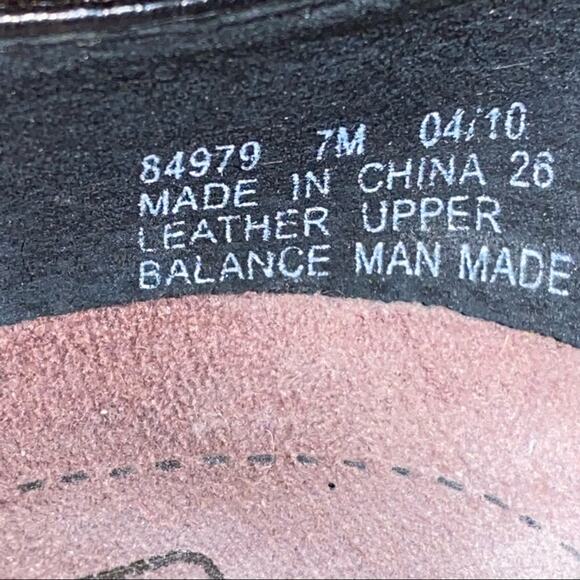 84979 7M 04/10
MADE IN CHINA 26
LEATHER UPPER
BALANCE MAN MADE